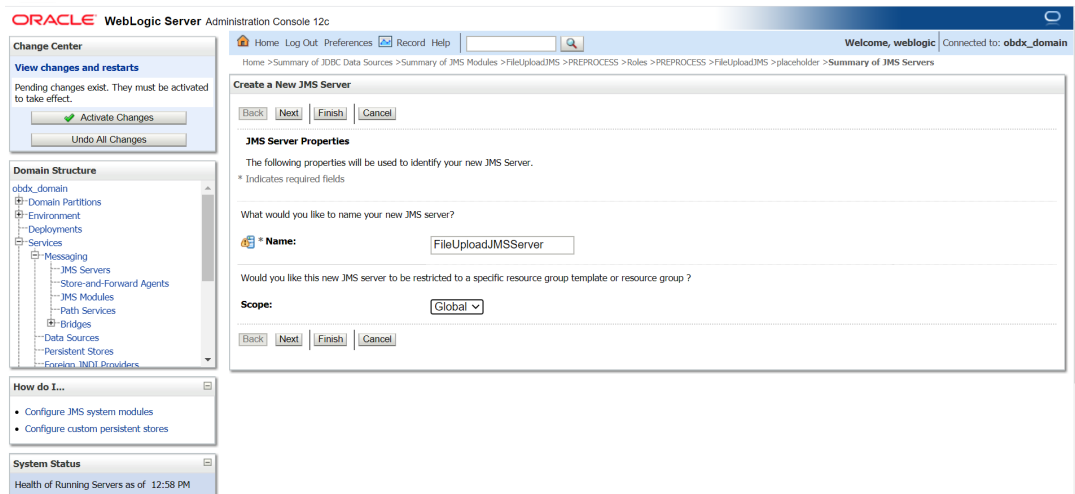 ORACLE WebLogic Server Administration Console 12c
Change Center
View changes and restarts
Pending changes exist. They must be activated
to take effect.
Activate Changes
Undo All Changes
Domain Structure
obdx_domain
Domain Partitions
Environment
Deployments
Services
Messaging
JMS Servers
Store-and-Forward Agents
JMS Modules
Path Services
Bridges
Data Sources
Persistent Stores
Foreign JNDI Providers
How do I...
Configure JMS system modules
Configure custom persistent stores
System Status
Health of Running Servers as of 12:58 PM
Home Log Out Preferences Record Help
Welcome, weblogic Connected to: obdx_domain
Home >Summary of JDBC Data Sources >Summary of JMS Modules >FileUploadJMS >PREPROCESS >Roles >PREPROCESS >FileUploadJMS >placeholder >Summary of JMS Servers
Create a New JMS Server
Back Next Finish Cancel
JMS Server Properties
The following properties will be used to identify your new JMS Server.
* Indicates required fields
What would you like to name your new JMS server?
* Name: FileUploadJMSServer
Would you like this new JMS server to be restricted to a specific resource group template or resource group ?
Scope: Global
Back Next Finish Cancel